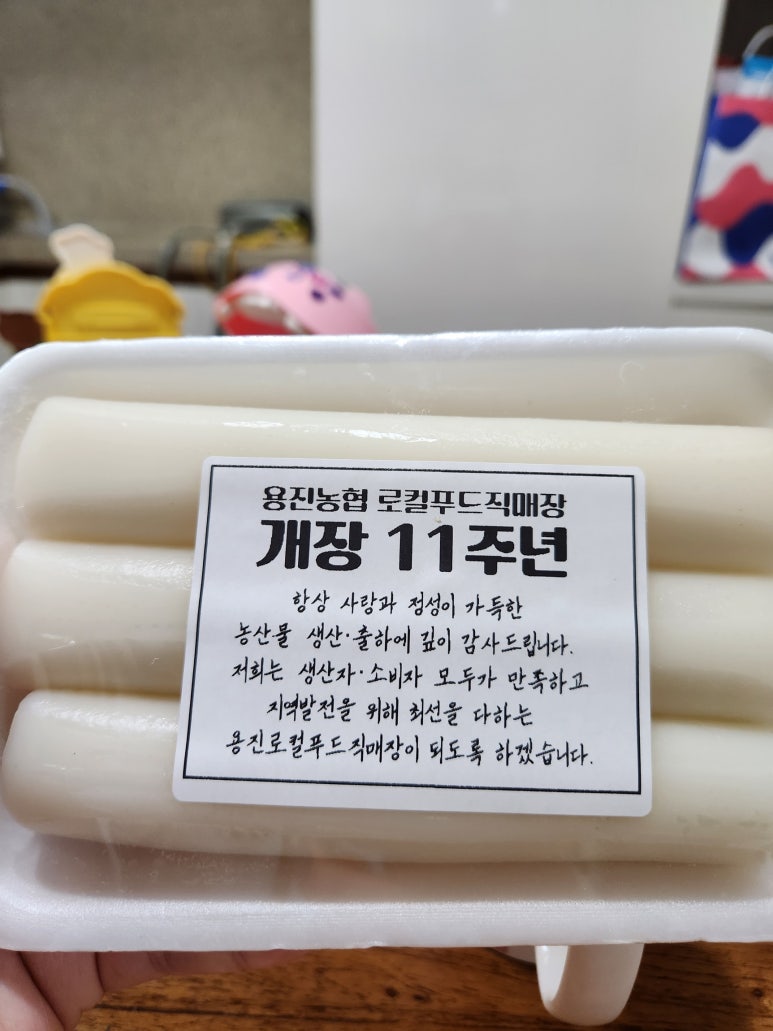 용진농협 로컬푸드직매장
개장 11주년
항상 사랑과 정성이 가득한
농산물 생산·출하에 깊이 감사드립니다.
저희는 생산자·소비자 모두가 만족하고
지역발전을 위해 최선을 다하는
용진로컬푸드직매장이 되도록 하겠습니다.